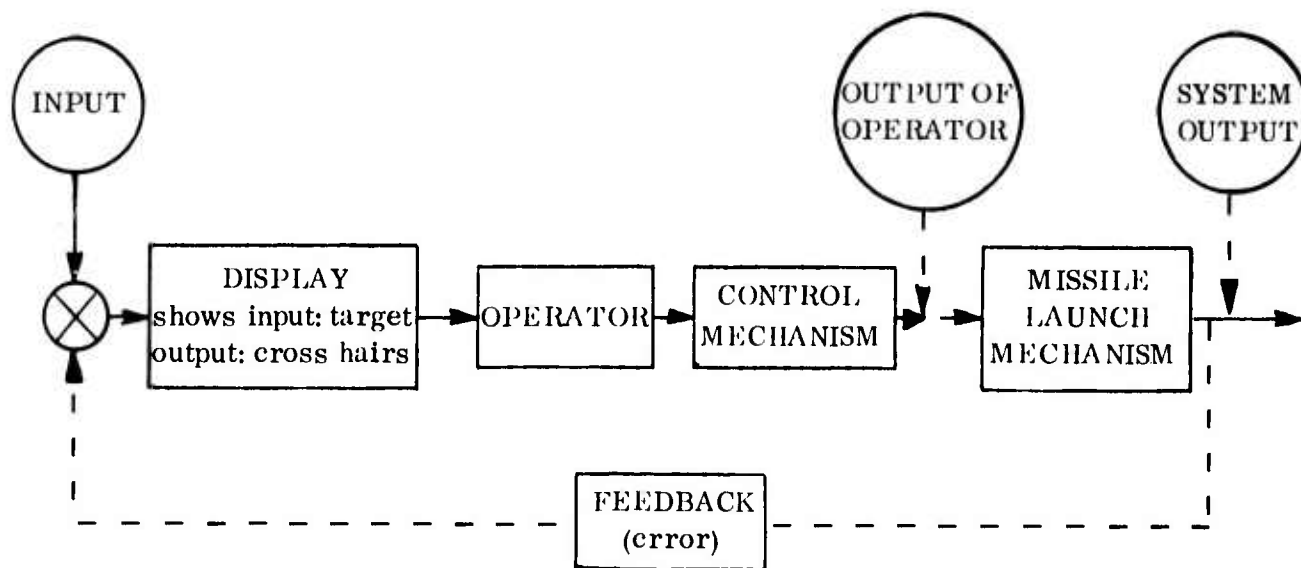 INPUT
OUTPUT OF
OPERATOR
SYSTEM
OUTPUT
DISPLAY
shows input: target
output: cross hairs
OPERATOR
CONTROL
MECHANISM
MISSILE
LAUNCH
MECHANISM
FEEDBACK
(error)